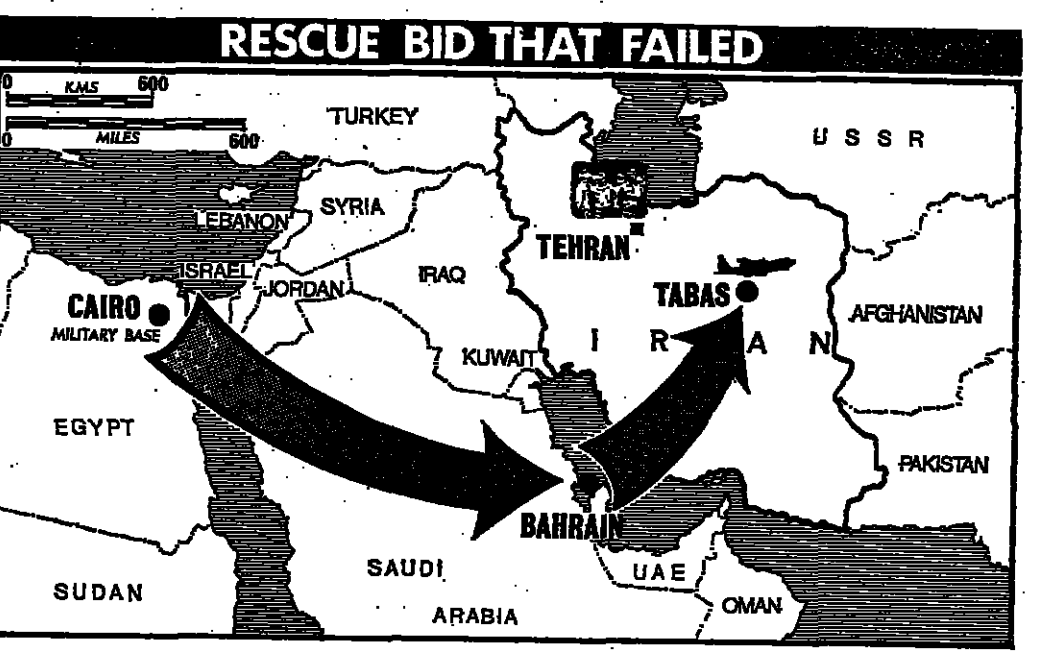 RESCUE BID THAT FAILED
0 KMS 600
0 MILES 600
TURKEY
USSR
SYRIA
LEBANON
TEHRAN
ISRAEL
IRAQ
JORDAN
TABAS
CAIRO
MILITARY BASE
AFGHANISTAN
IRAN
KUWAIT
EGYPT
PAKISTAN
BAHRAIN
SAUDI
ARABIA
UAE
SUDAN
OMAN